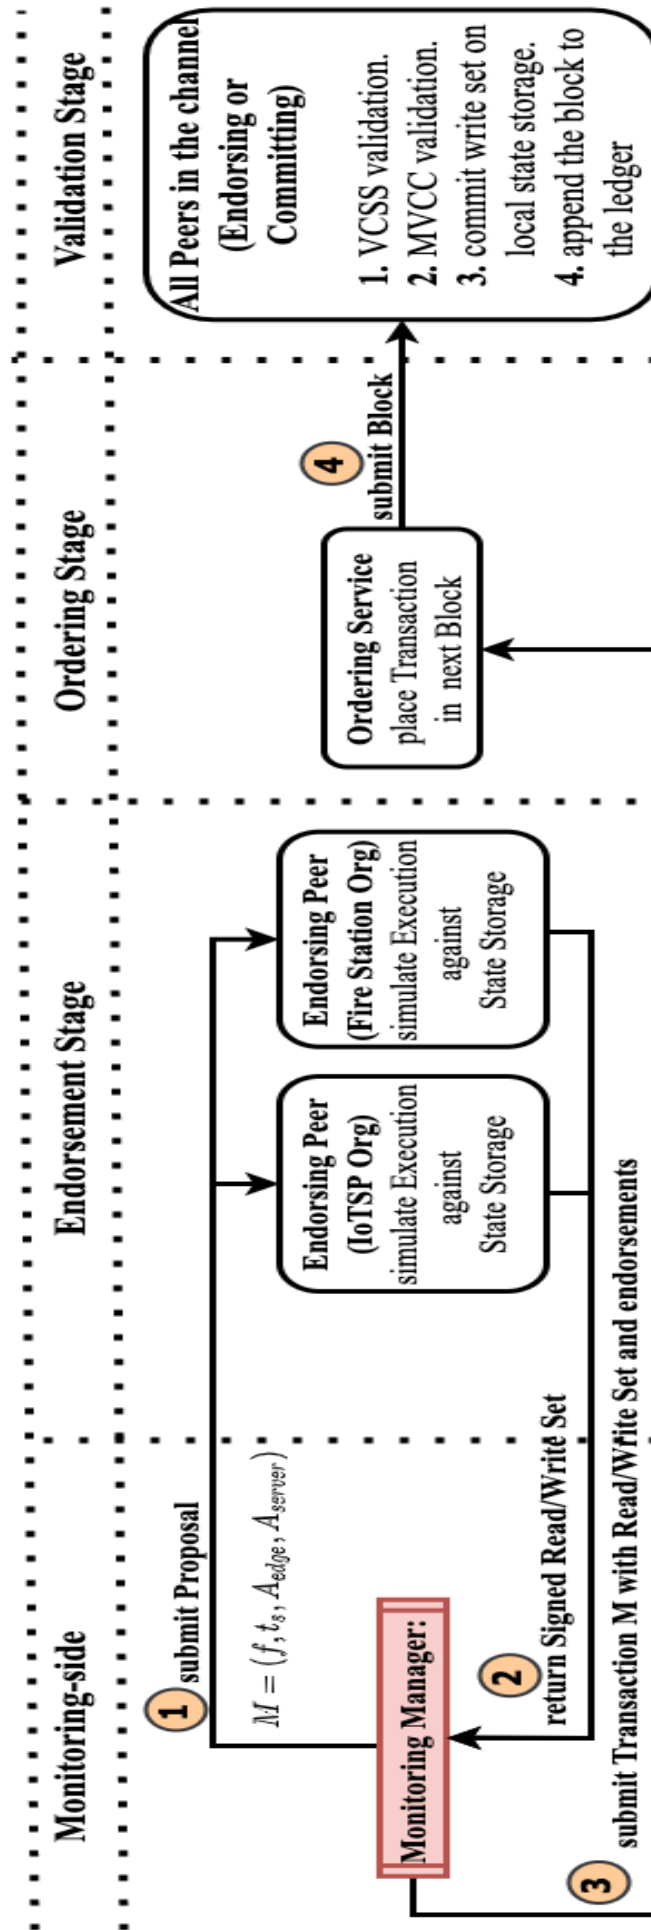 Monitoring-side
Endorsement Stage
Ordering Stage
Validation Stage
1
submit Proposal
M = (f, t_s, A_edge, A_server)
Monitoring Manager:
2
return Signed Read/Write Set
3
submit Transaction M with Read/Write Set and endorsements
Endorsing Peer
(IoTSP Org)
simulate Execution
against
State Storage
Endorsing Peer
(Fire Station Org)
simulate Execution
against
State Storage
Ordering Service
place Transaction
in next Block
4
submit Block
All Peers in the channel
(Endorsing or
Committing)
1. VCSS validation.
2. MVCC validation.
3. commit write set on
local state storage.
4. append the block to
the ledger